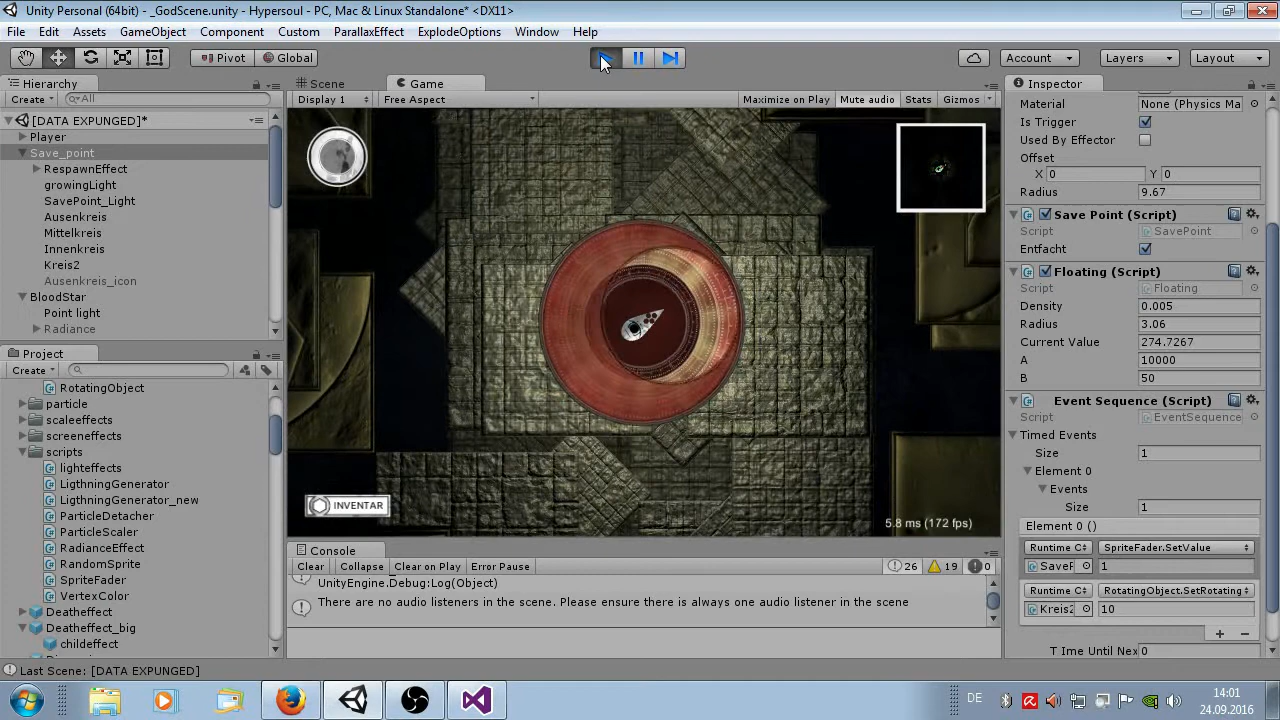 Unity Personal (64bit) - _GodScene.unity - Hypersoul - PC, Mac & Linux Standalone* <DX11>
File Edit Assets GameObject Component Custom ParallaxEffect ExplodeOptions Window Help
Pivot Global Account Layers Layout
Hierarchy
Create All
[DATA EXPUNGED]*
Player
Save_point
RespawnEffect
growingLight
SavePoint_Light
Ausenkreis
Mittelkreis
Innenkreis
Kreis2
Ausenkreis_icon
BloodStar
Point light
Radiance
Project
Create
RotatingObject
particle
scaleeffects
screeneffects
scripts
lighteffects
LigthningGenerator
LigthningGenerator_new
ParticleDetacher
ParticleScaler
RadianceEffect
RandomSprite
SpriteFader
VertexColor
Deatheffect
Deatheffect_big
childeffect
Scene Game
Display 1 Free Aspect Maximize on Play Mute audio Stats Gizmos
INVENTAR
5.8 ms (172 fps)
Console
Clear Collapse Clear on Play Error Pause 26 19 0
UnityEngine.Debug:Log(Object)
There are no audio listeners in the scene. Please ensure there is always one audio listener in the scene
Inspector
Material None (Physics Ma
Is Trigger
Used By Effector
Offset
X 0 Y 0
Radius 9.67
Save Point (Script)
Script SavePoint
Entfacht
Floating (Script)
Script Floating
Density 0.005
Radius 3.06
Current Value 274.7267
A 10000
B 50
Event Sequence (Script)
Script EventSequence
Timed Events
Size 1
Element 0
Events
Size 1
Element 0 ()
Runtime C SpriteFader.SetValue
SaveF 1
Runtime C RotatingObject.SetRotating
Kreis2 10
T Ime Until Nex 0
Last Scene: [DATA EXPUNGED]
DE
14:01
24.09.2016